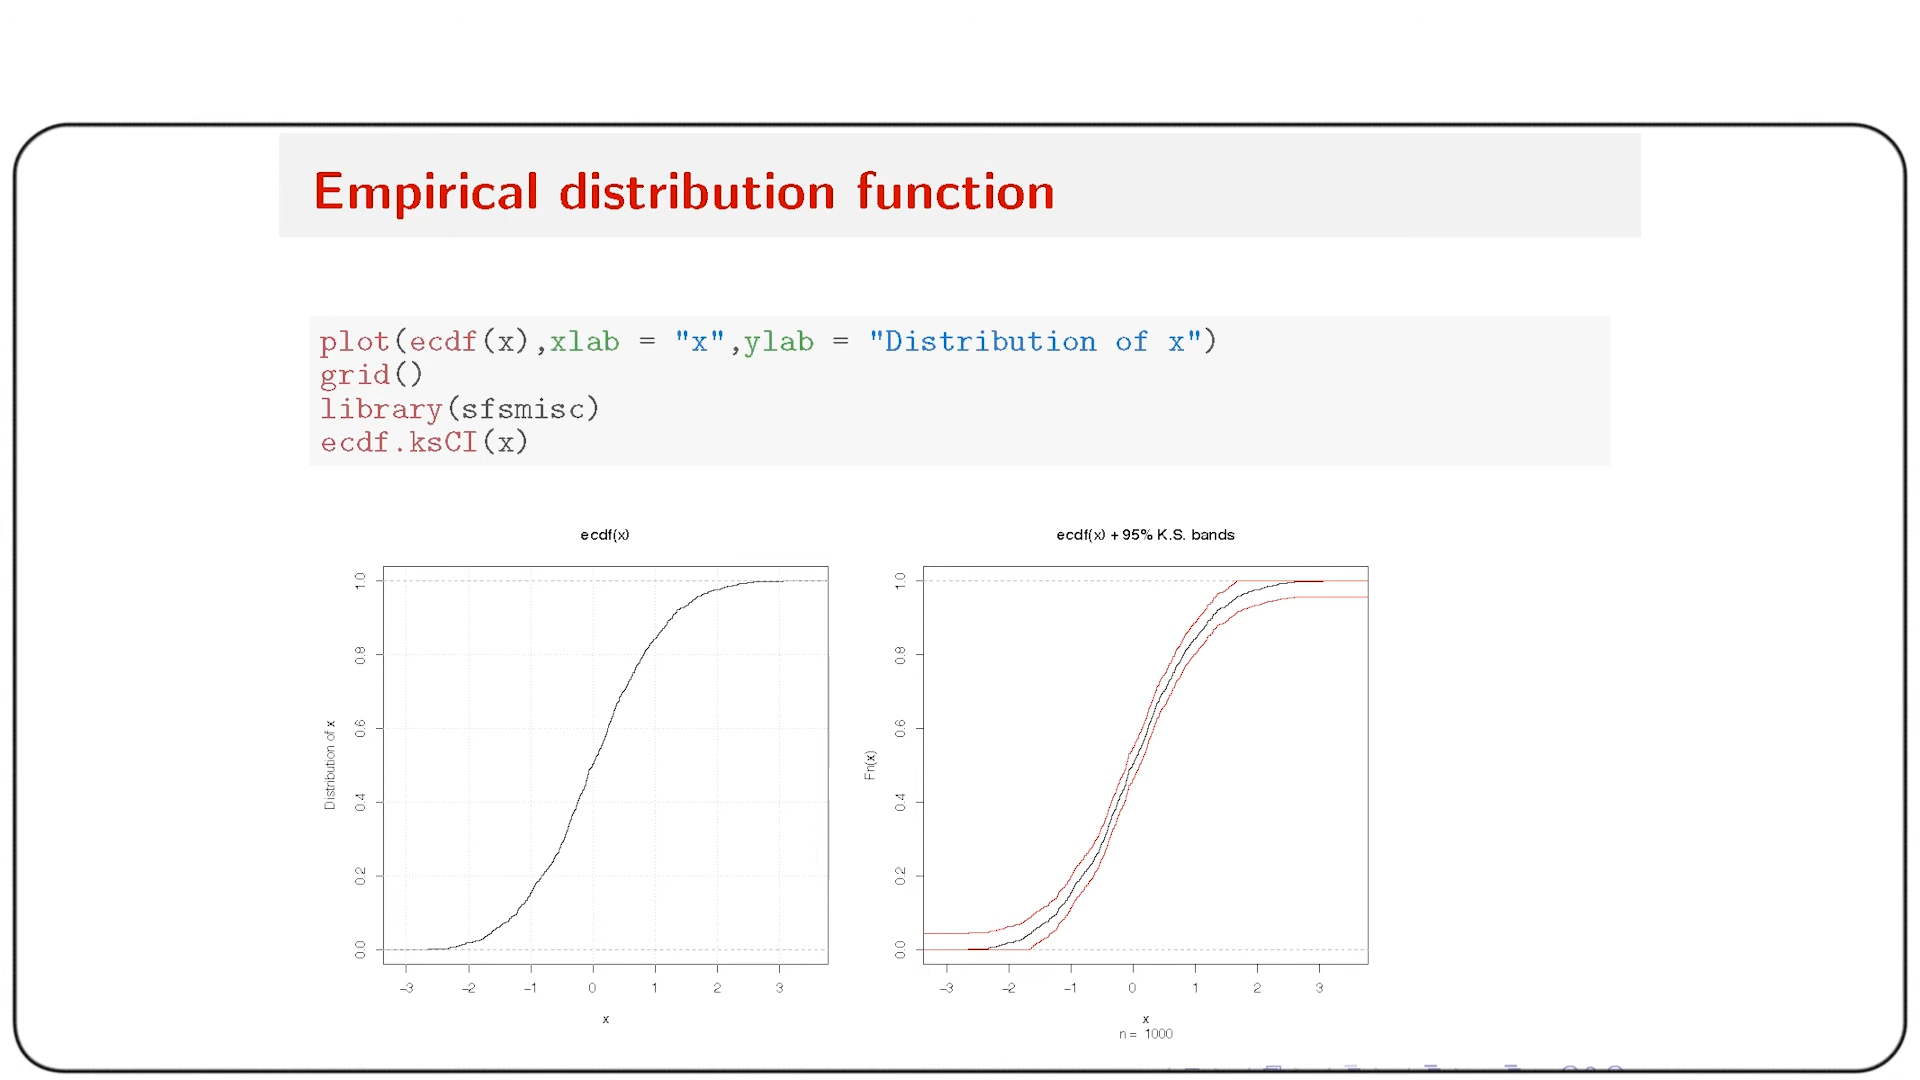 Empirical distribution function
plot(ecdf(x),xlab = "x",ylab = "Distribution of x")
grid()
library(sfsmisc)
ecdf.ksCI(x)
ecdf(x)
Distribution of x
0.0 0.2 0.4 0.6 0.8 1.0
−3 −2 −1 0 1 2 3
x
ecdf(x) + 95% K.S. bands
Fn(x)
0.0 0.2 0.4 0.6 0.8 1.0
−3 −2 −1 0 1 2 3
x
n = 1000